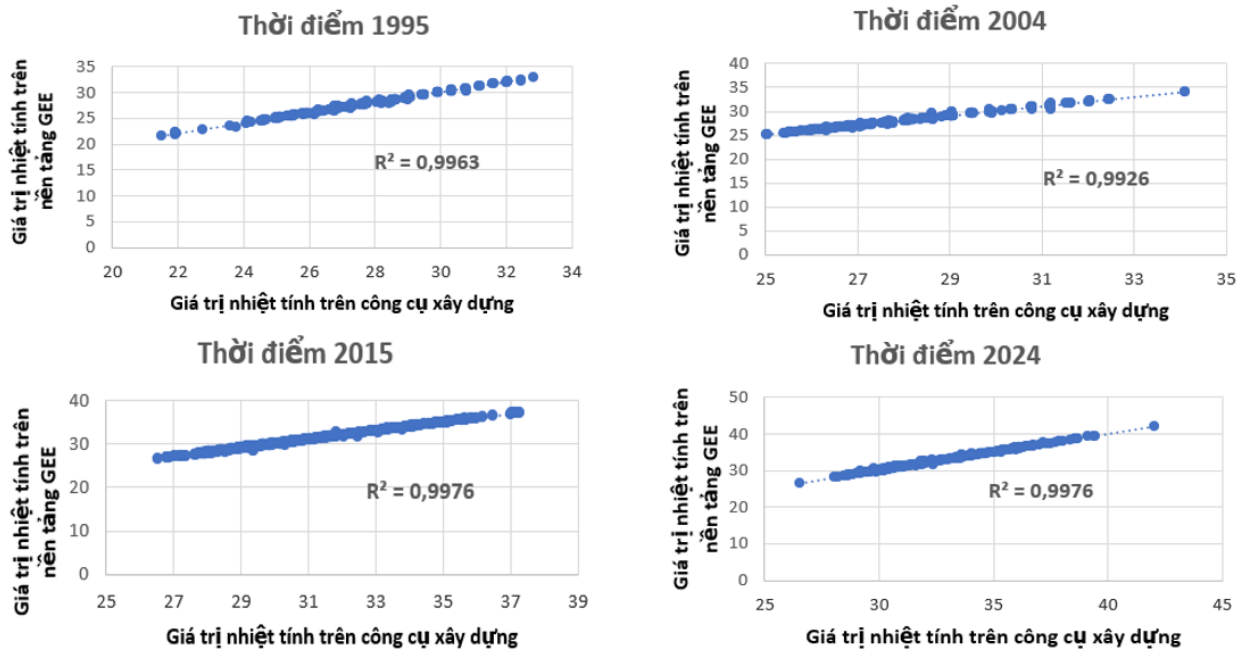 Thời điểm 1995
Giá trị nhiệt tính trên
nền tảng GEE
35
30
25
20
15
10
5
0
R² = 0,9963
20 22 24 26 28 30 32 34
Giá trị nhiệt tính trên công cụ xây dựng
Thời điểm 2004
Giá trị nhiệt tính trên
nền tảng GEE
40
35
30
25
20
15
10
5
0
R² = 0,9926
25 27 29 31 33 35
Giá trị nhiệt tính trên công cụ xây dựng
Thời điểm 2015
Giá trị nhiệt tính trên
nền tảng GEE
40
30
20
10
0
R² = 0,9976
25 27 29 31 33 35 37 39
Giá trị nhiệt tính trên công cụ xây dựng
Thời điểm 2024
Giá trị nhiệt tính trên
nền tảng GEE
50
40
30
20
10
0
R² = 0,9976
25 30 35 40 45
Giá trị nhiệt tính trên công cụ xây dựng